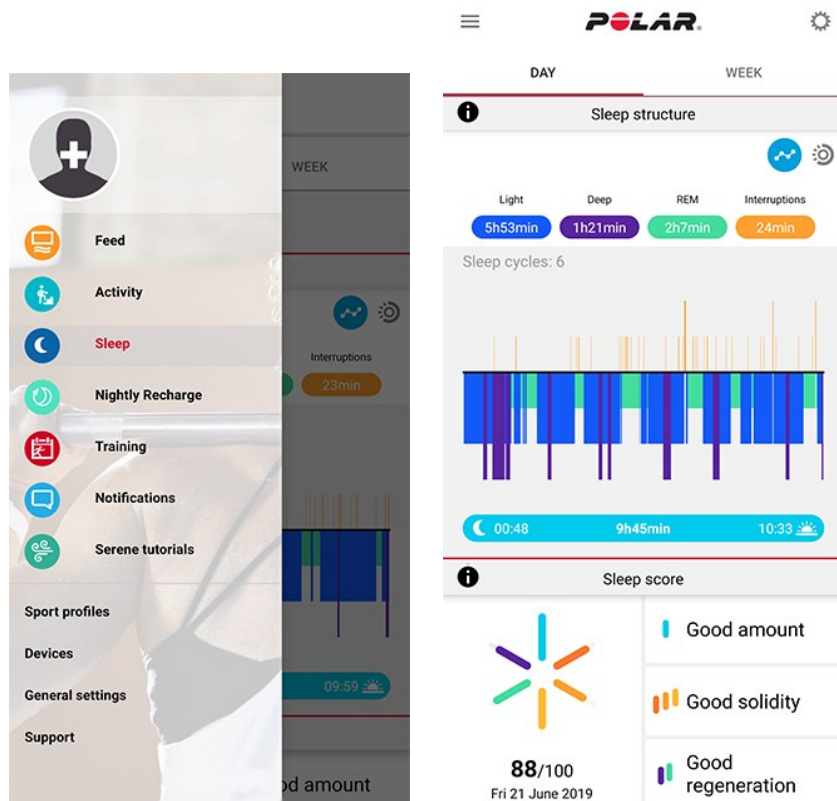 WEEK
Feed
Activity
Sleep
Interruptions
23min
Nightly Recharge
Training
Notifications
Serene tutorials
Sport profiles
Devices
General settings
09:59
Support
od amount
POLAR.
DAY WEEK
Sleep structure
Light Deep REM Interruptions
5h53min 1h21min 2h7min 24min
Sleep cycles: 6
00:48 9h45min 10:33
Sleep score
Good amount
Good solidity
Good
regeneration
88/100
Fri 21 June 2019